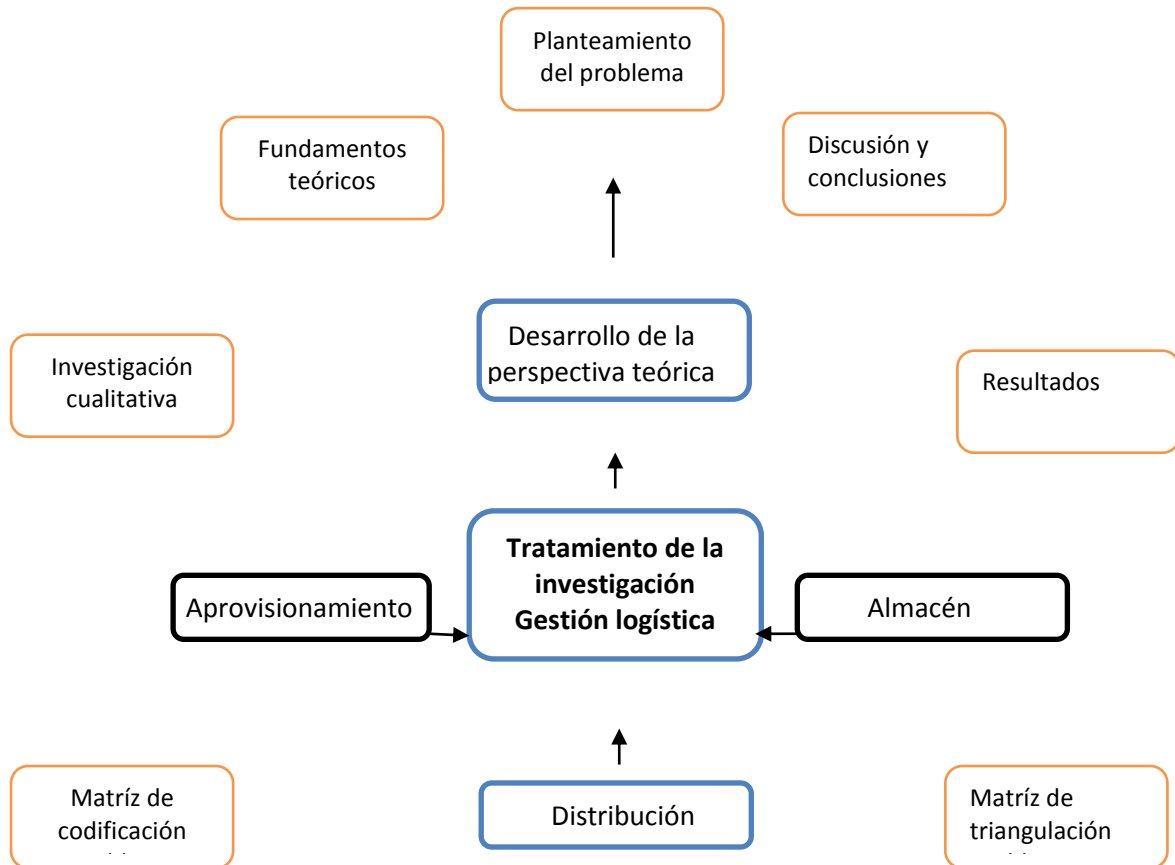 Planteamiento
del problema
Fundamentos
teóricos
Discusión y
conclusiones
Desarrollo de la
perspectiva teórica
Investigación
cualitativa
Resultados
Tratamiento de la
investigación
Gestión logística
Aprovisionamiento
Almacén
Matríz de
codificación
Distribución
Matríz de
triangulación